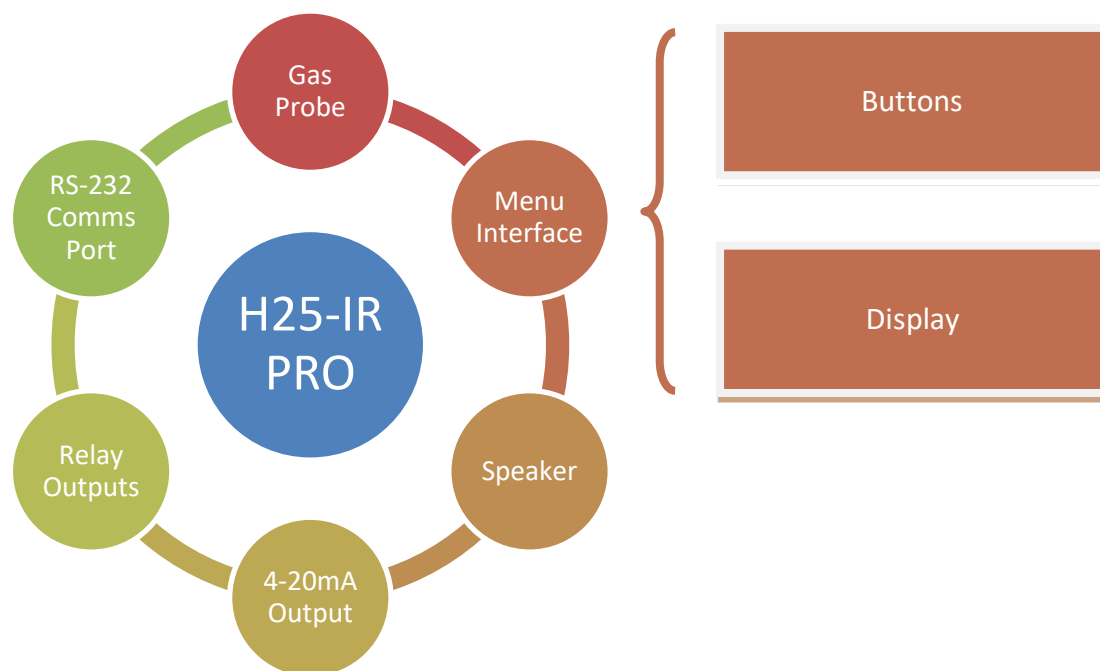 Gas
Probe
Menu
Interface
Buttons
Display
RS-232
Comms
Port
H25-IR
PRO
Relay
Outputs
Speaker
4-20mA
Output